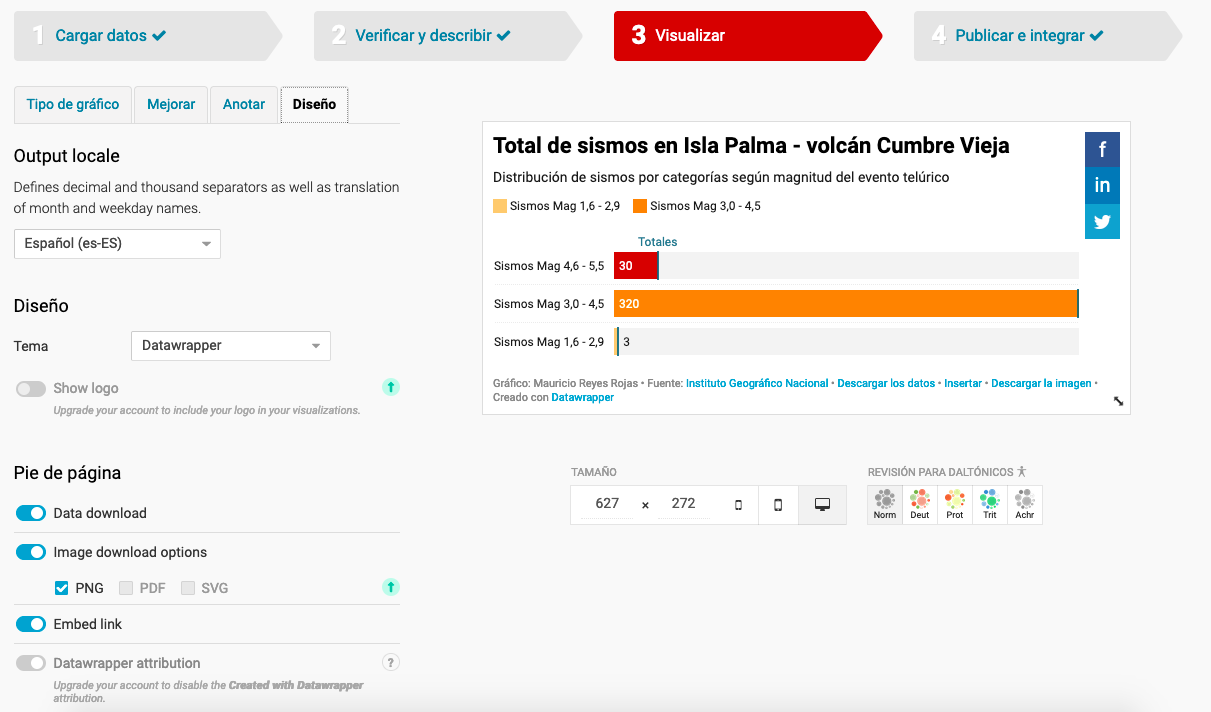 1 Cargar datos
2 Verificar y describir
3 Visualizar
4 Publicar e integrar
Tipo de gráfico
Mejorar
Anotar
Diseño
Output locale
Defines decimal and thousand separators as well as translation
of month and weekday names.
Español (es-ES)
Diseño
Tema
Datawrapper
Show logo
Upgrade your account to include your logo in your visualizations.
Pie de página
Data download
Image download options
PNG
PDF
SVG
Embed link
Datawrapper attribution
?
Upgrade your account to disable the Created with Datawrapper
attribution.
Total de sismos en Isla Palma - volcán Cumbre Vieja
Distribución de sismos por categorías según magnitud del evento telúrico
Sismos Mag 1,6 - 2,9
Sismos Mag 3,0 - 4,5
f
in
Totales
Sismos Mag 4,6 - 5,5
30
Sismos Mag 3,0 - 4,5
320
Sismos Mag 1,6 - 2,9
3
Gráfico: Mauricio Reyes Rojas • Fuente: Instituto Geográfico Nacional • Descargar los datos • Insertar • Descargar la imagen •
Creado con Datawrapper
TAMAÑO
627 × 272
REVISIÓN PARA DALTÓNICOS
Norm
Deut
Prot
Trit
Achr